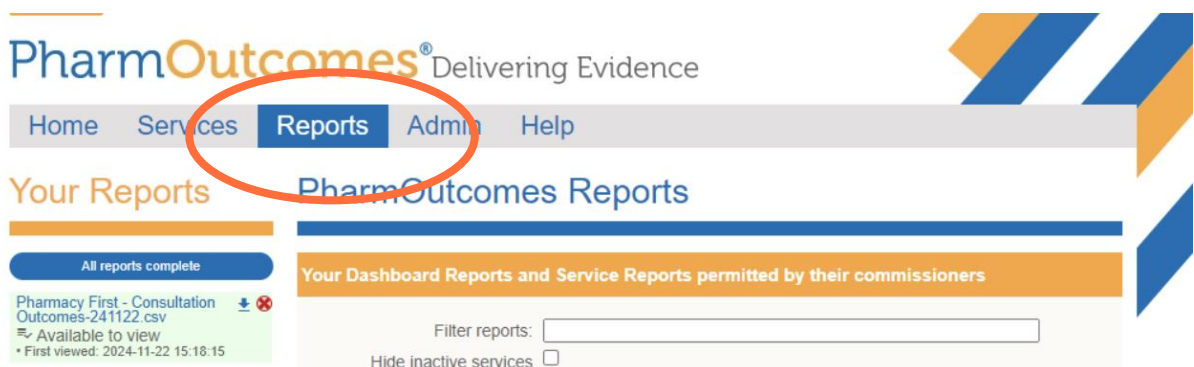 PharmOutcomes® Delivering Evidence
Home Services Reports Admin Help
Your Reports
PharmOutcomes Reports
All reports complete
Pharmacy First - Consultation
Outcomes-241122.csv
Available to view
• First viewed: 2024-11-22 15:18:15
Your Dashboard Reports and Service Reports permitted by their commissioners
Filter reports:
Hide inactive services